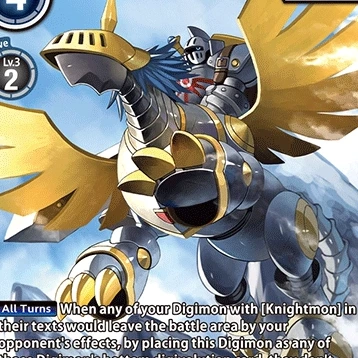 4
Lv.3
2
All Turns When any of your Digimon with [Knightmon] in
their texts would leave the battle area by your
opponent's effects, by placing this Digimon as any of